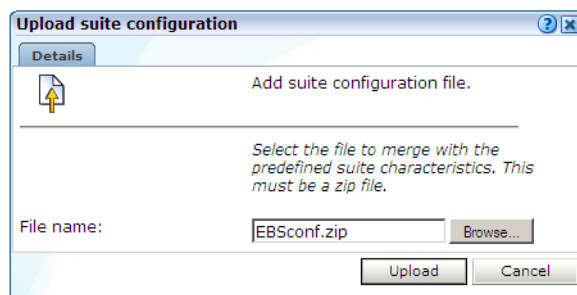 Upload suite configuration
Details
Add suite configuration file.
Select the file to merge with the
predefined suite characteristics. This
must be a zip file.
File name:
EBSconf.zip
Browse...
Upload
Cancel